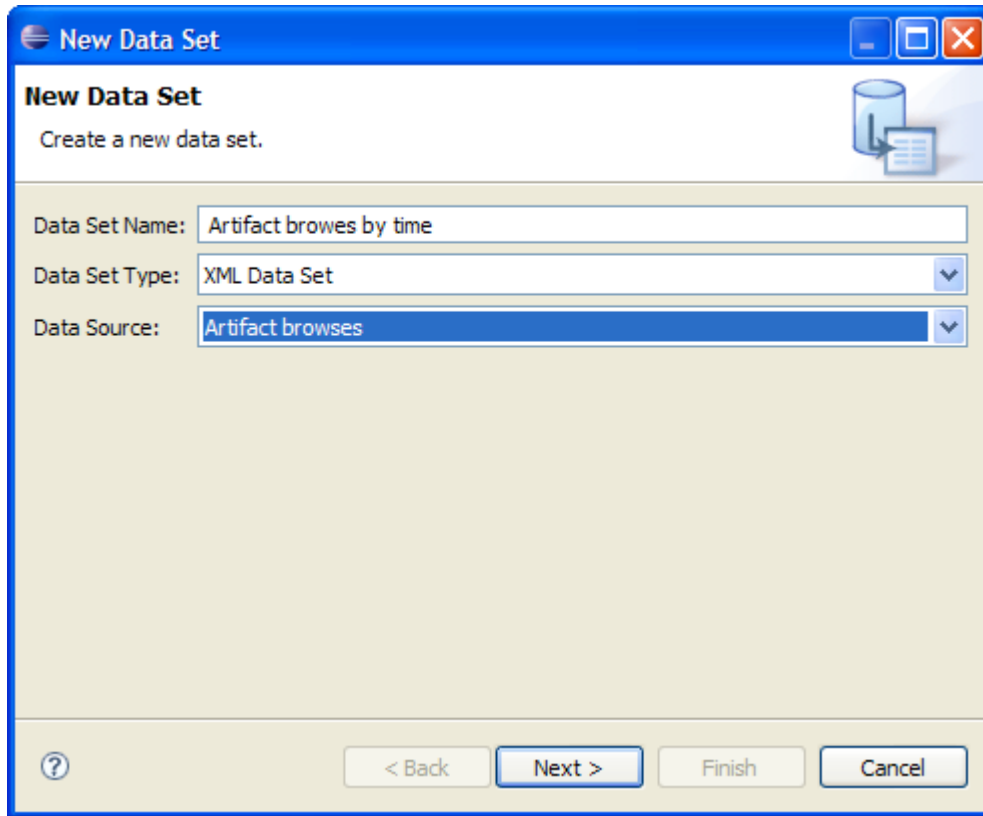 New Data Set
New Data Set
Create a new data set.
Data Set Name: Artifact browes by time
Data Set Type: XML Data Set
Data Source: Artifact browses
? < Back Next > Finish Cancel